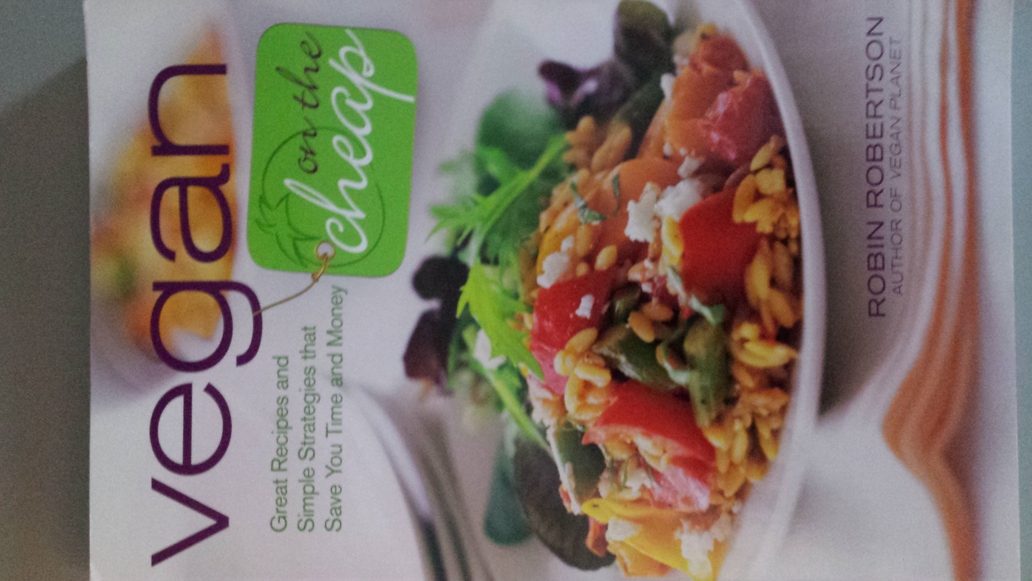 vegan
on the
cheap
Great Recipes and
Simple Strategies that
Save You Time and Money
ROBIN ROBERTSON
AUTHOR OF VEGAN PLANET